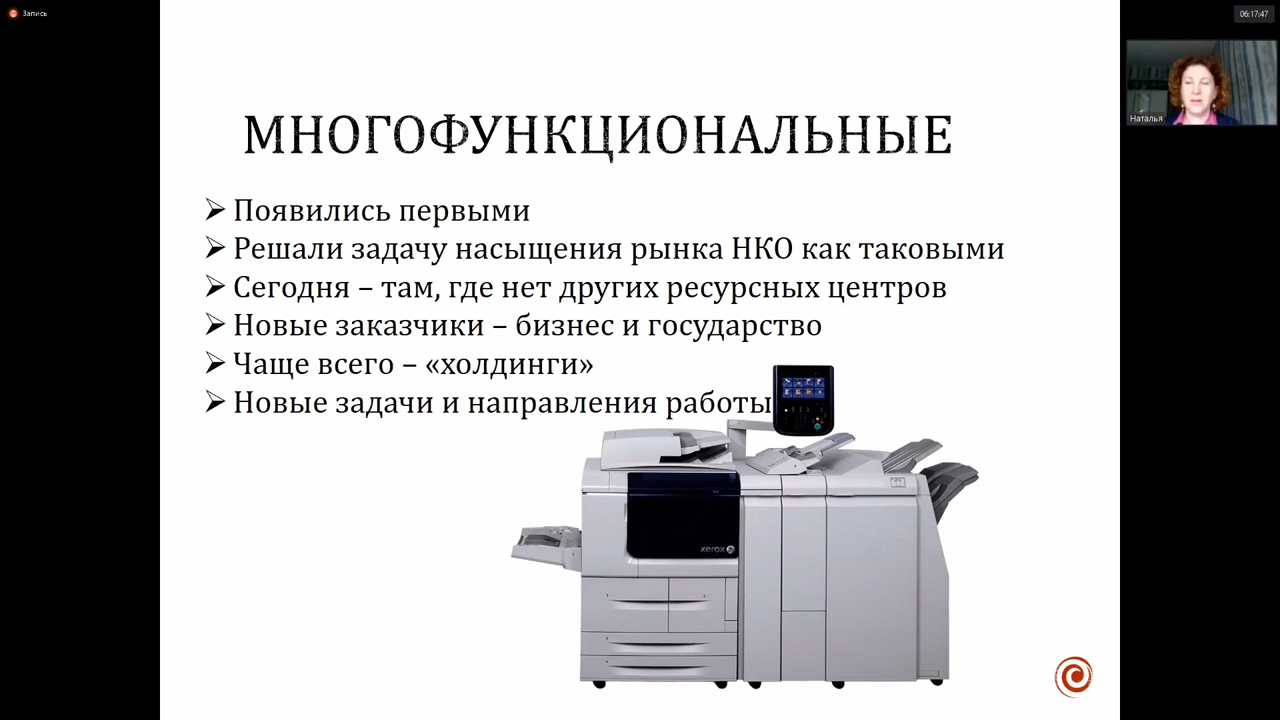 Запись
06:17:47
Наталья
МНОГОФУНКЦИОНАЛЬНЫЕ
Появились первыми
Решали задачу насыщения рынка НКО как таковыми
Сегодня – там, где нет других ресурсных центров
Новые заказчики – бизнес и государство
Чаще всего – «холдинги»
Новые задачи и направления работы
xerox